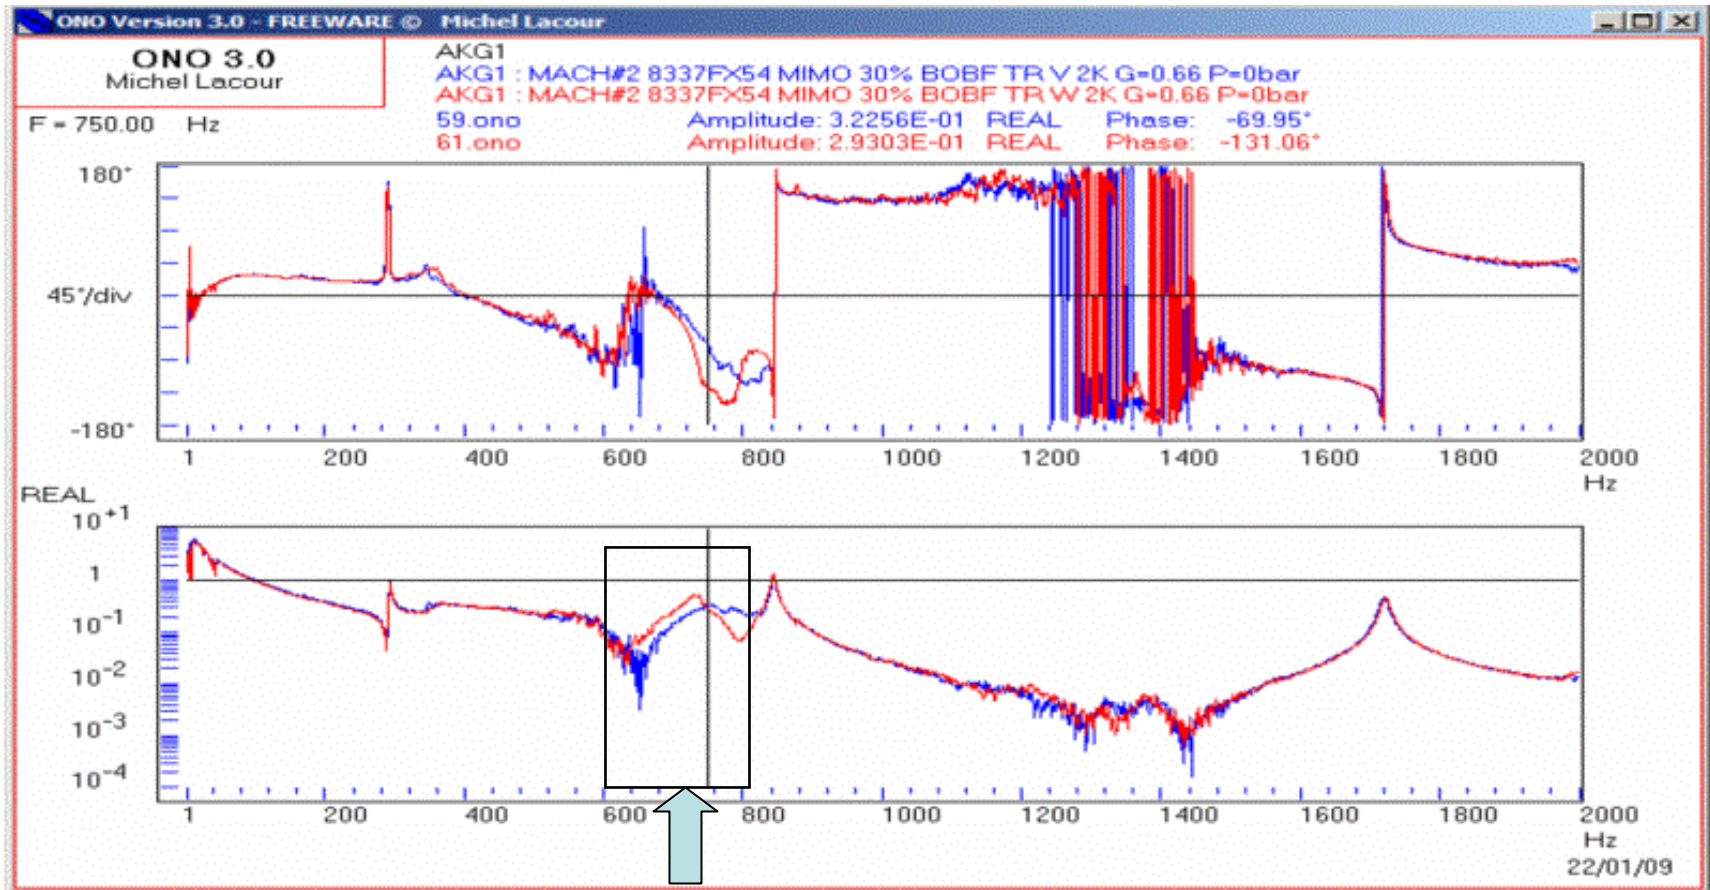 ONO Version 3.0 - FREEWARE © Michel Lacour
ONO 3.0
Michel Lacour
AKG1
AKG1 : MACH#2 8337FX54 MIMO 30% BOBF TR V 2K G=0.66 P=0bar
AKG1 : MACH#2 8337FX54 MIMO 30% BOBF TR W 2K G=0.66 P=0bar
F = 750.00 Hz
59.ono Amplitude: 3.2256E-01 REAL Phase: -69.95°
61.ono Amplitude: 2.9303E-01 REAL Phase: -131.06°
180°
45°/div
-180°
1 200 400 600 800 1000 1200 1400 1600 1800 2000
Hz
REAL
10+1
1
10-1
10-2
10-3
10-4
1 200 400 600 800 1000 1200 1400 1600 1800 2000
Hz
22/01/09